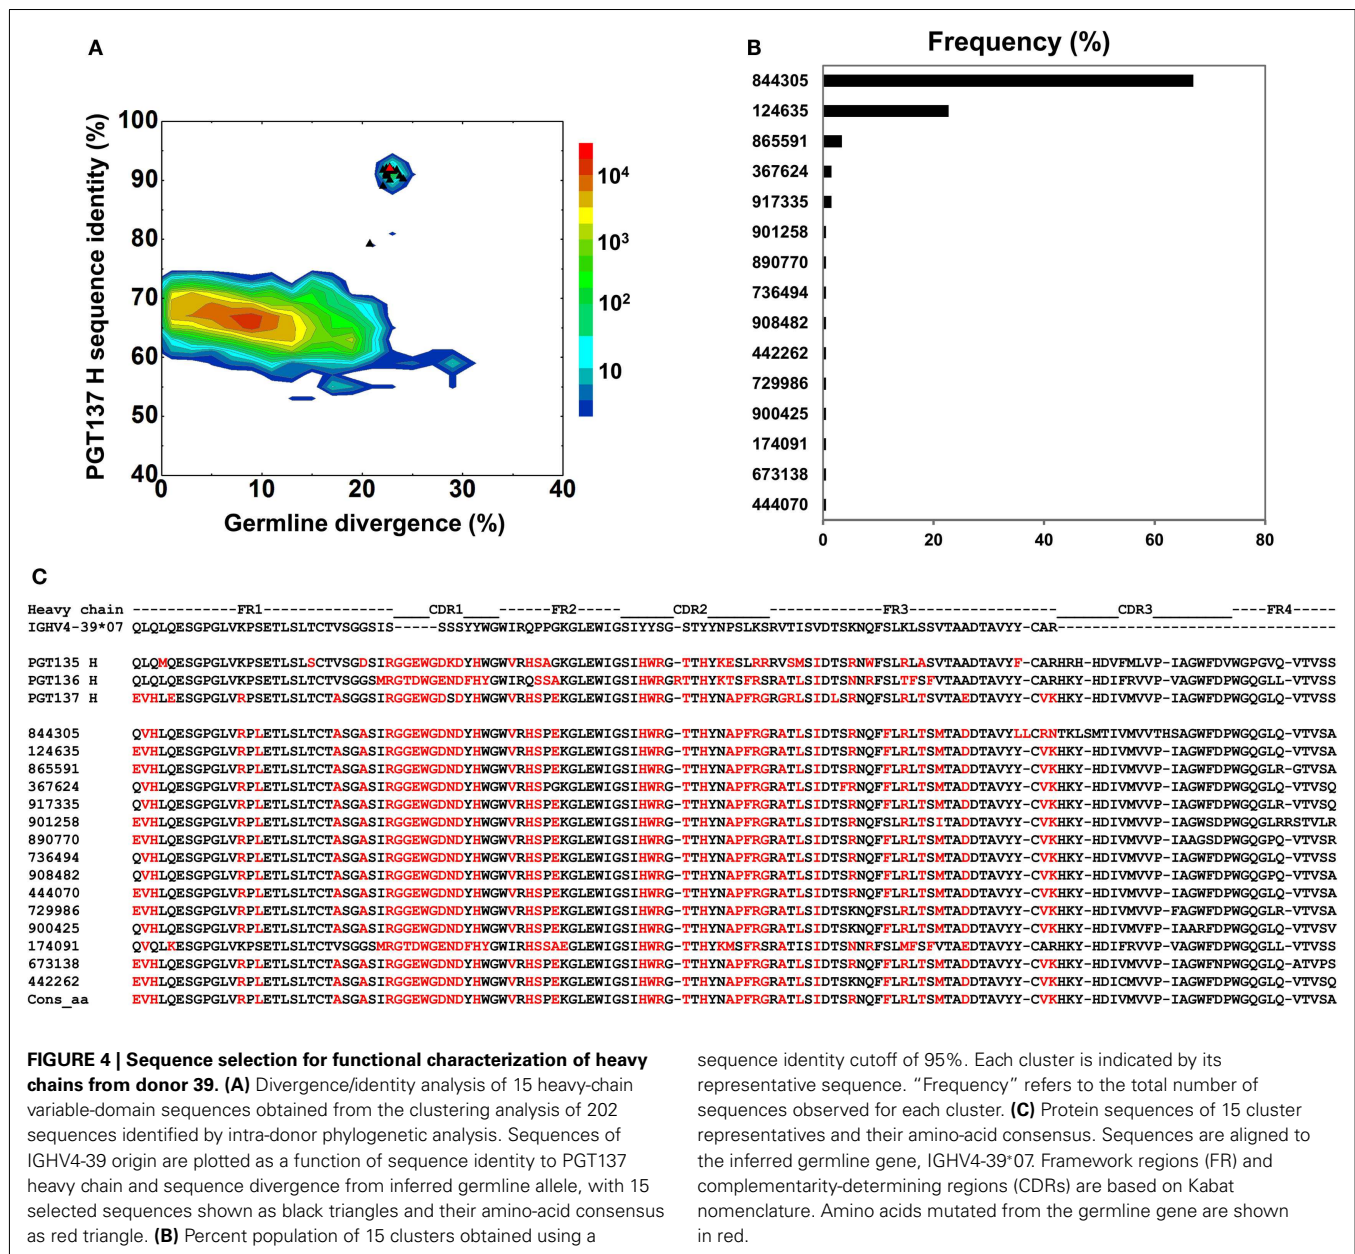 A
100
90
80
70
60
50
40
PGT137 H sequence identity (%)
0 10 20 30 40
Germline divergence (%)
10^4
10^3
10^2
10
B
Frequency (%)
844305
124635
865591
367624
917335
901258
890770
736494
908482
442262
729986
900425
174091
673138
444070
0 20 40 60 80
C
Heavy chain -------------FR1---------------- CDR1 ------FR2----- CDR2 --------------FR3------------------ CDR3 ----FR4-----
IGHV4-39*07 QLQLQESGPGLVKPSETLSLTCTVSGGSIS-----SSSYYWGWIRQPPGKGLEWIGSIYYSG-STYYNPSLKSRVTISVDTSKNQFSLKLSSVTAADTAVYY-CAR--------------------------------
PGT135 H QLQMQESGPGLVKPSETLSLSCTVSGDSIRGGEWGDKDYHWGWVRHSAGKGLEWIGSIHWRG-TTHYKESLRRRVSMSIDTSRNWFSLRLASVTAADTAVYF-CARHRH-HDVFMLVP-IAGWFDVWGPGVQ-VTVSS
PGT136 H QLQLQESGPGLVKPSETLSLTCTVSGGSMRGTDWGENDFHYGWIRQSSAKGLEWIGSIHWRGRTTHYKTSFRSRATLSIDTSNNRFSLTFSFVTAADTAVYY-CARHKY-HDIFRVVP-VAGWFDPWGQGLL-VTVSS
PGT137 H EVHLEESGPGLVRPSETLSLTCTASGGSIRGGEWGDSDYHWGWVRHSPEKGLEWIGSIHWRG-TTHYNAPFRGRGRLSIDLSRNQFSLRLTSVTAEDTAVYY-CVKHKY-HDIVMVVP-IAGWFDPWGQGLQ-VTVSS
844305 QVHLQESGPGLVRPLETLSLTCTASGASIRGGEWGDNDYHWGWVRHSPEKGLEWIGSIHWRG-TTHYNAPFRGRATLSIDTSRNQFFLRLTSMTADDTAVYLLCRNTKLSMTIVMVVTHSAGWFDPWGQGLQ-VTVSA
124635 EVHLQESGPGLVRPLETLSLTCTASGASIRGGEWGDNDYHWGWVRHSPEKGLEWIGSIHWRG-TTHYNAPFRGRATLSIDTSRNQFFLRLTSMTADDTAVYY-CVKHKY-HDIVMVVP-IAGWFDPWGQGLQ-VTVSA
865591 EVHLQESGPGLVRPLETLSLTCTASGASIRGGEWGDNDYHWGWVRHSPEKGLEWIGSIHWRG-TTHYNAPFRGRATLSIDTSRNQFFLRLTSMTADDTAVYY-CVKHKY-HDIVMVVP-IAGWFDPWGQGLR-GTVSA
367624 EVHLQESGPGLVRPLETLSLTCTASGASIRGGEWGDNDYHWGWVRHSPGKGLEWIGSIHWRG-TTHYNAPFRGRATLSIDTFRNQFFLRLTSMTADDTAVYY-CVKHKY-HDIVMVVP-IAGWFDPWGQGLQ-VTVSQ
917335 QVHLQESGPGLVRPLETLSLTCTASGASIRGGEWGDNDYHWGWVRHSPEKGLEWIGSIHWRG-TTHYNAPFRGRATLSIDTSRNQFFLRLTSMTADDTAVYY-CVKHKY-HDIVMVVP-IAGWFDPWGQGLR-VTVSQ
901258 QVHLQESGPGLVRPLETLSLTCTASGASIRGGEWGDNDYHWGWVRHSPEKGLEWIGSIHWRG-TTHYNAPFRGRATLSIDTSRNQFSLRLTSITADDTAVYY-CVKHKY-HDIVMVVP-IAGWSDPWGQGLRRSTVLR
890770 EVHLQESGPGLVRPLETLSLTCTASGASIRGGEWGDNDYHWGWVRHSPEKGLEWIGSIHWRG-TTHYNAPFRGRATLSIDTSRNQFFLRLTSMTADDTAVYY-CVKHKY-HDIVMVVP-IAAGSDPWGQGPQ-VTVSR
736494 QVHLQESGPGLVRPLETLSLTCTASGASIRGGEWGDNDYHWGWVRHSPEKGLEWIGSIHWRG-TTHYNAPFRGRATLSIDTSRNQFFLRLTSMTADDTAVYY-CVKHKY-HDIVMVVP-IAGWFDPWGQGLQ-VTVSS
908482 QVHLQESGPGLVRPLETLSLTCTASGASIRGGEWGDNDYHWGWVRHSPEKGLEWIGSIHWRG-TTHYNAPFRGRATLSIDTSRNQFFLRLTSMTADDTAVYY-CVKHKY-HDIVMVVP-IAGWFDPWGQGPQ-VTVSA
444070 EVHLQESGPGLVRPLETLSLTCTASGASIRGGEWGDNDYHWGWVRHSPEKGLEWIGSIHWRG-TTHYNAPFRGRATLSIDTSRNQFFLRLTSMTADDTAVYY-CVKHKY-HDIVMVVP-IAGWFDPWGQGLQ-VTVSA
729986 EVHLQESGPGLVRPLETLSLTCTASGASIRGGEWGDNDYHWGWVRHSPEKGLEWIGSIHWRG-TTHYNAPFRGRATLSIDTSKNQFSLRLTSMTADDTAVYY-CVKHKY-HDIVMVVP-FAGWFDPWGQGLR-VTVSA
900425 QVHLQESGPGLVRPLETLSLTCTASGASIRGGEWGDNDYHWGWVRHSPEKGLEWIGSIHWRG-TTHYNAPFRGRATLSIDTSKNQFFLRLTSMTADDTAVYY-CVKHKY-HDIVMVFP-IAARFDPWGQGLQ-VTVSV
174091 QVQLKESGPGLVKPSETLSLTCTVSGGSMRGTDWGENDFHYGWIRHSSAEGLEWIGSIHWRG-TTHYKMSFRSRATISIDTSNNRFSLMFSFVTAEDTAVYY-CARHKY-HDIFRVVP-VAGWFDPWGQGLL-VTVSS
673138 EVHLQESGPGLVRPLETLSLTCTASGASIRGGEWGDNDYHWGWVRHSPEKGLEWIGSIHWRG-TTHYNAPFRGRATLSIDTSRNQFFLRLTSMTADDTAVYY-CVKHKY-HDIVMVVP-IAGWFNPWGQGLQ-ATVPS
442262 EVHLQESGPGLVRPLETLSLTCTASGASIRGGEWGDNDYHWGWVRHSPEKGLEWIGSIHWRG-TTHYNAPFRGRATLSIDTSRNQFFLRLTSMTADDTAVYY-CVKHKY-HDICMVVP-IAGWFDPWGQGLQ-VTVSQ
Cons_aa EVHLQESGPGLVRPLETLSLTCTASGASIRGGEWGDNDYHWGWVRHSPEKGLEWIGSIHWRG-TTHYNAPFRGRATLSIDTSRNQFFLRLTSMTADDTAVYY-CVKHKY-HDIVMVVP-IAGWFDPWGQGLQ-VTVSA
FIGURE 4 | Sequence selection for functional characterization of heavy
chains from donor 39. (A) Divergence/identity analysis of 15 heavy-chain
variable-domain sequences obtained from the clustering analysis of 202
sequences identified by intra-donor phylogenetic analysis. Sequences of
IGHV4-39 origin are plotted as a function of sequence identity to PGT137
heavy chain and sequence divergence from inferred germline allele, with 15
selected sequences shown as black triangles and their amino-acid consensus
as red triangle. (B) Percent population of 15 clusters obtained using a
sequence identity cutoff of 95%. Each cluster is indicated by its
representative sequence. “Frequency” refers to the total number of
sequences observed for each cluster. (C) Protein sequences of 15 cluster
representatives and their amino-acid consensus. Sequences are aligned to
the inferred germline gene, IGHV4-39*07. Framework regions (FR) and
complementarity-determining regions (CDRs) are based on Kabat
nomenclature. Amino acids mutated from the germline gene are shown
in red.